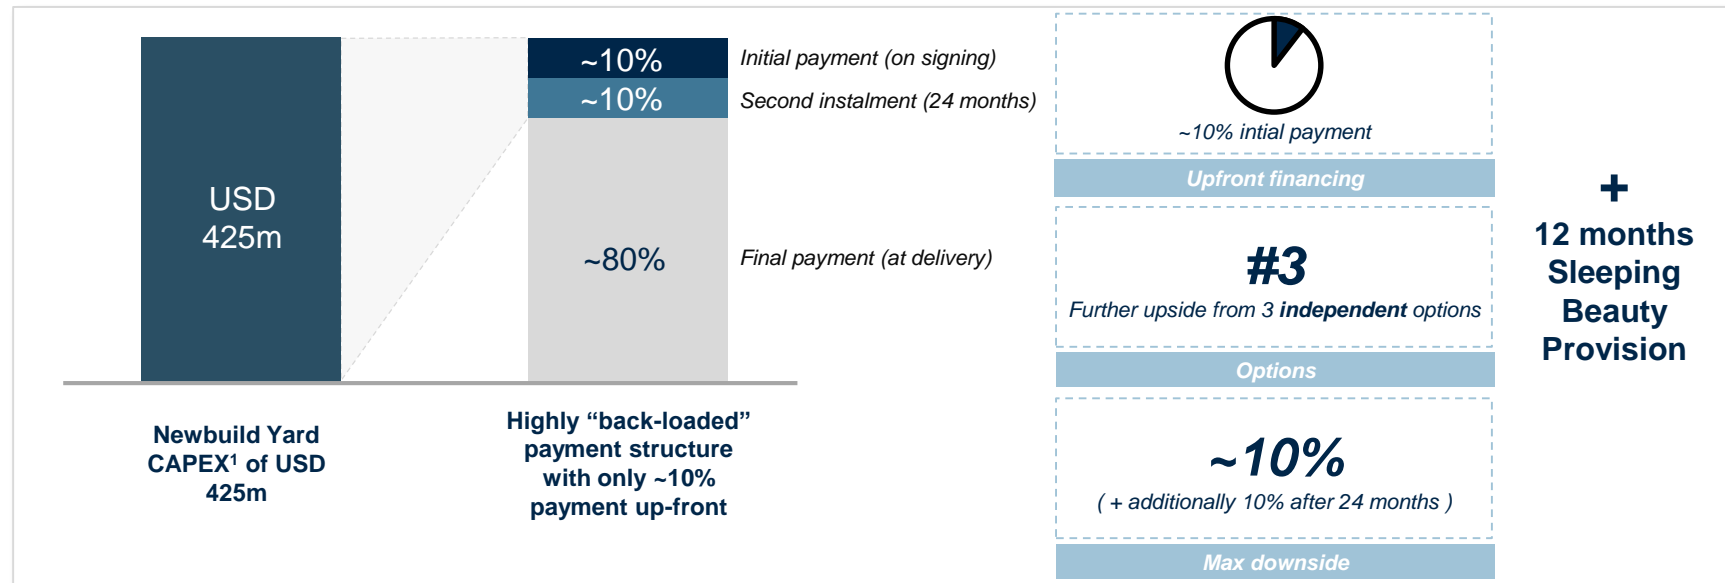 USD
425m
~10%
~10%
~80%
Initial payment (on signing)
Second instalment (24 months)
Final payment (at delivery)
Newbuild Yard
CAPEX¹ of USD
425m
Highly “back-loaded”
payment structure
with only ~10%
payment up-front
~10% intial payment
Upfront financing
#3
Further upside from 3 independent options
Options
~10%
( + additionally 10% after 24 months )
Max downside
+
12 months
Sleeping
Beauty
Provision